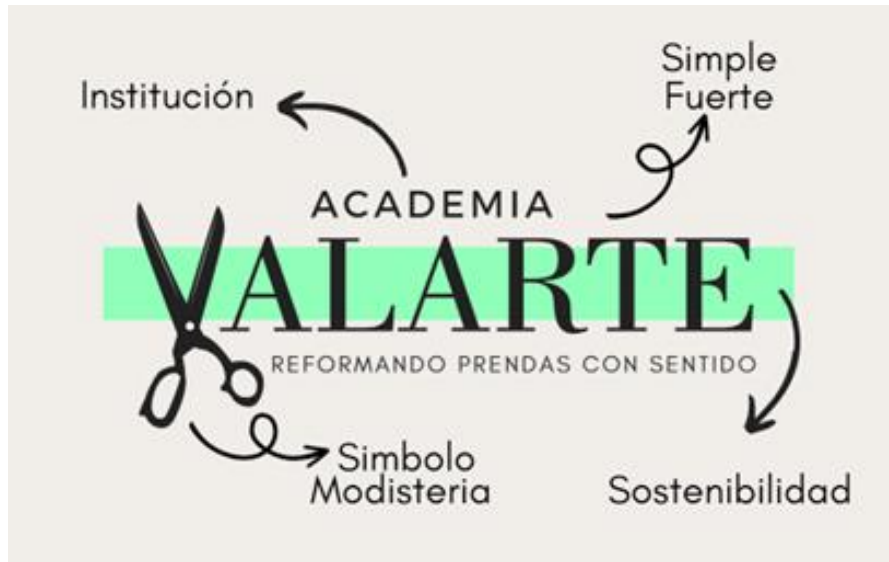 Institución
Simple
Fuerte
ACADEMIA
VALARTE
REFORMANDO PRENDAS CON SENTIDO
Simbolo
Modisteria
Sostenibilidad